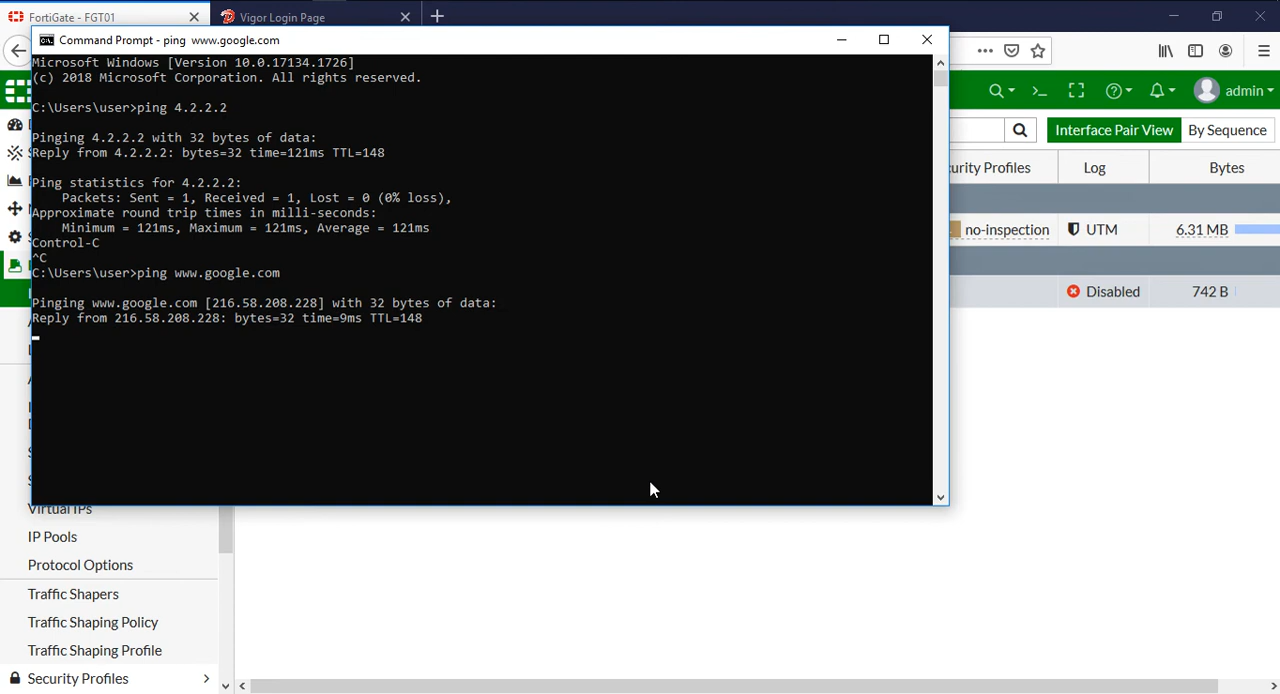 FortiGate - FGT01
Vigor Login Page
Command Prompt - ping  www.google.com
Microsoft Windows [Version 10.0.17134.1726]
(c) 2018 Microsoft Corporation. All rights reserved.
C:\Users\user>ping 4.2.2.2
Pinging 4.2.2.2 with 32 bytes of data:
Reply from 4.2.2.2: bytes=32 time=121ms TTL=148
Ping statistics for 4.2.2.2:
    Packets: Sent = 1, Received = 1, Lost = 0 (0% loss),
Approximate round trip times in milli-seconds:
    Minimum = 121ms, Maximum = 121ms, Average = 121ms
Control-C
^C
C:\Users\user>ping www.google.com
Pinging www.google.com [216.58.208.228] with 32 bytes of data:
Reply from 216.58.208.228: bytes=32 time=9ms TTL=148
admin
Interface Pair View
By Sequence
Profiles
Log
Bytes
no-inspection
UTM
6.31 MB
Disabled
742 B
Virtual IPs
IP Pools
Protocol Options
Traffic Shapers
Traffic Shaping Policy
Traffic Shaping Profile
Security Profiles